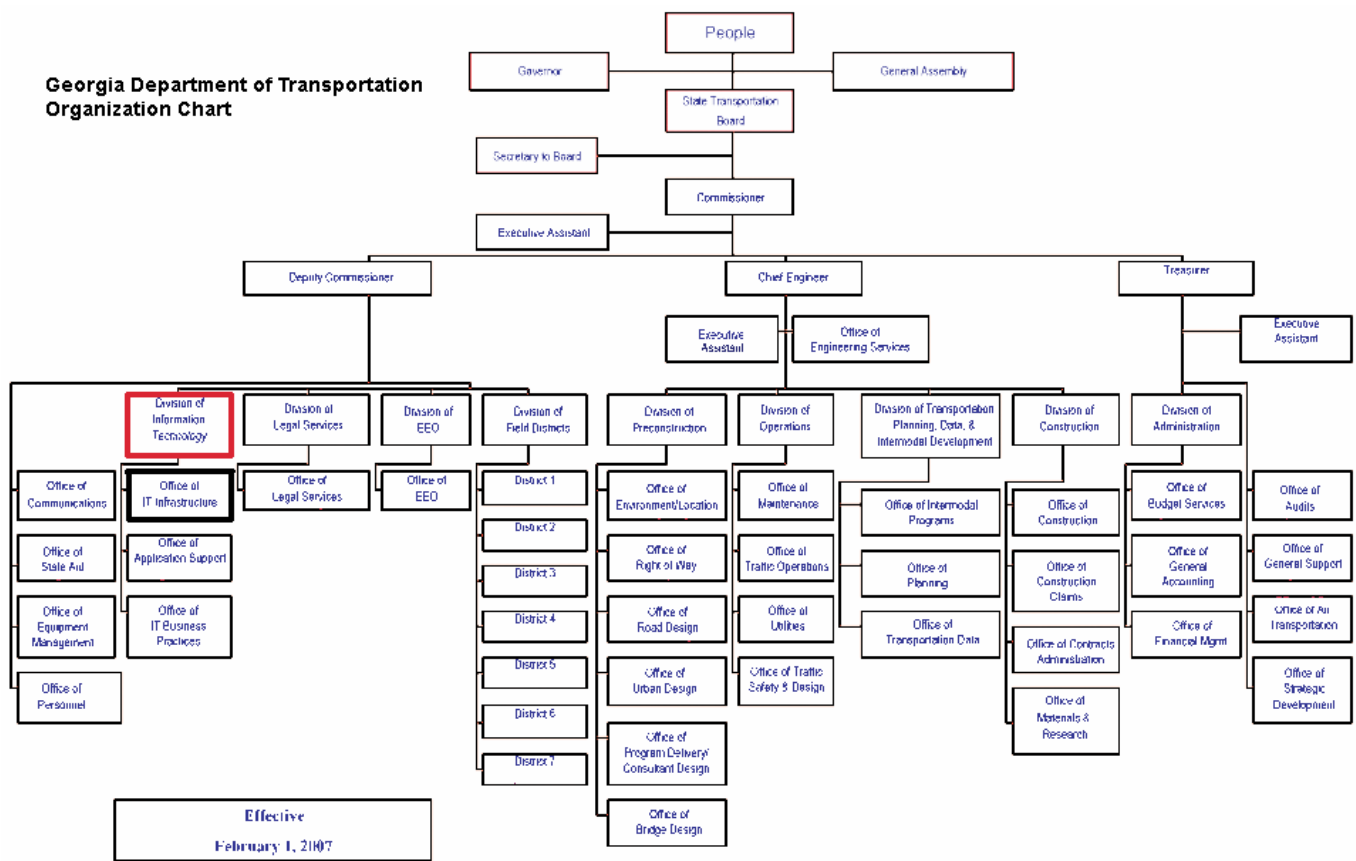 People
Governor
General Assembly
Georgia Department of Transportation
Organization Chart
State Transportation
Board
Secretary to Board
Commissioner
Executive Assistant
Deputy Commissioner
Chief Engineer
Treasurer
Executive
Assistant
Office of
Engineering Services
Executive
Assistant
Division of
Information
Technology
Division of
Legal Services
Division of
EEO
Division of
Field Districts
Division of
Preconstruction
Division of
Operations
Division of Transportation
Planning, Data, &
Intermodal Development
Division of
Construction
Division of
Administration
Office of
Communications
Office of
State Aid
Office of
Equipment
Management
Office of
Personnel
Office of
IT Infrastructure
Office of
Application Support
Office of
IT Business
Practices
Office of
Legal Services
Office of
EEO
District 1
District 2
District 3
District 4
District 5
District 6
District 7
Office of
Environment/Location
Office of
Right of Way
Office of
Road Design
Office of
Urban Design
Office of
Program Delivery/
Consultant Design
Office of
Bridge Design
Office of
Maintenance
Office of
Traffic Operations
Office of
Utilities
Office of Traffic
Safety & Design
Office of Intermodal
Programs
Office of
Planning
Office of
Transportation Data
Office of
Construction
Office of
Construction
Claims
Office of Contracts
Administration
Office of
Materials &
Research
Office of
Budget Services
Office of
General
Accounting
Office of
Financial Mgmt
Office of
Audits
Office of
General Support
Office of Air
Transportation
Office of
Strategic
Development
Effective
February 1, 2007